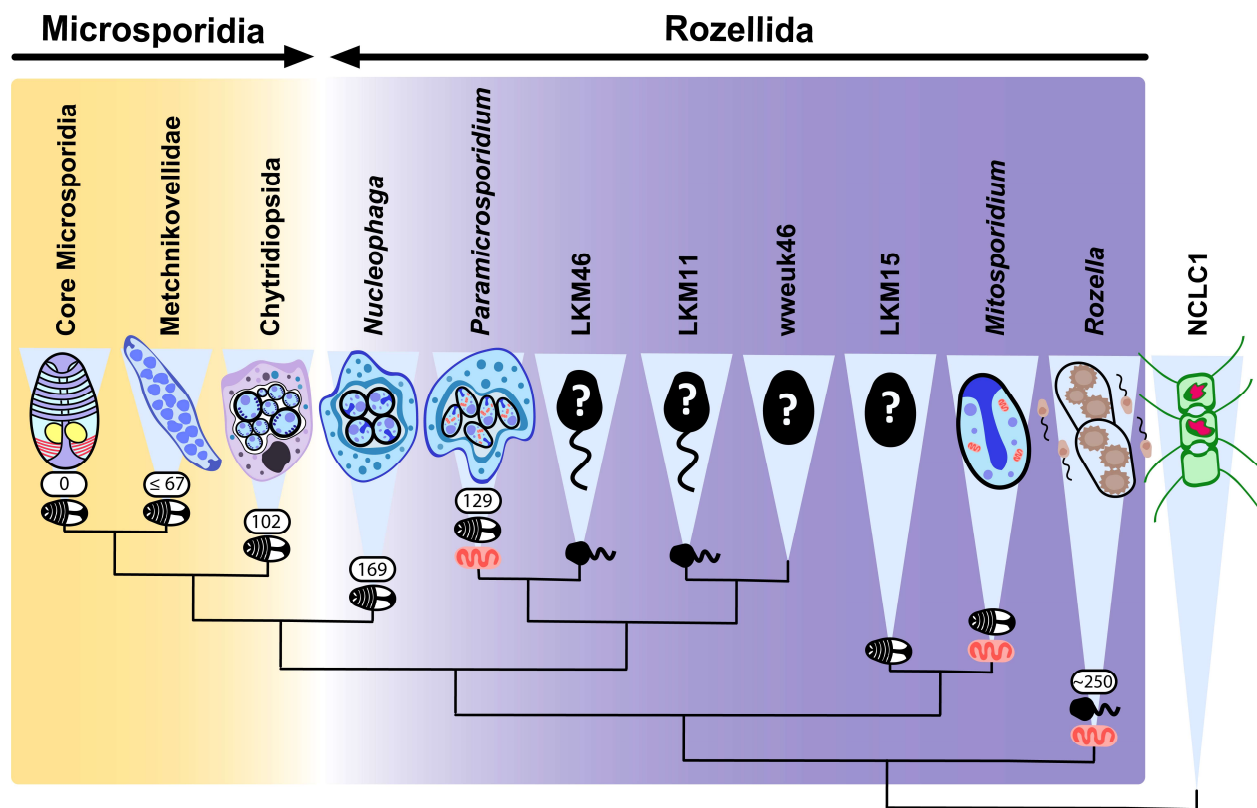 Microsporidia
Rozellida
Core Microsporidia
Metchnikovellidae
Chytridiopsida
Nucleophaga
Paramicrosporidium
LKM46
LKM11
wweuk46
LKM15
Mitosporidium
Rozella
NCLC1
?
?
?
?
0
≤ 67
102
169
129
~250